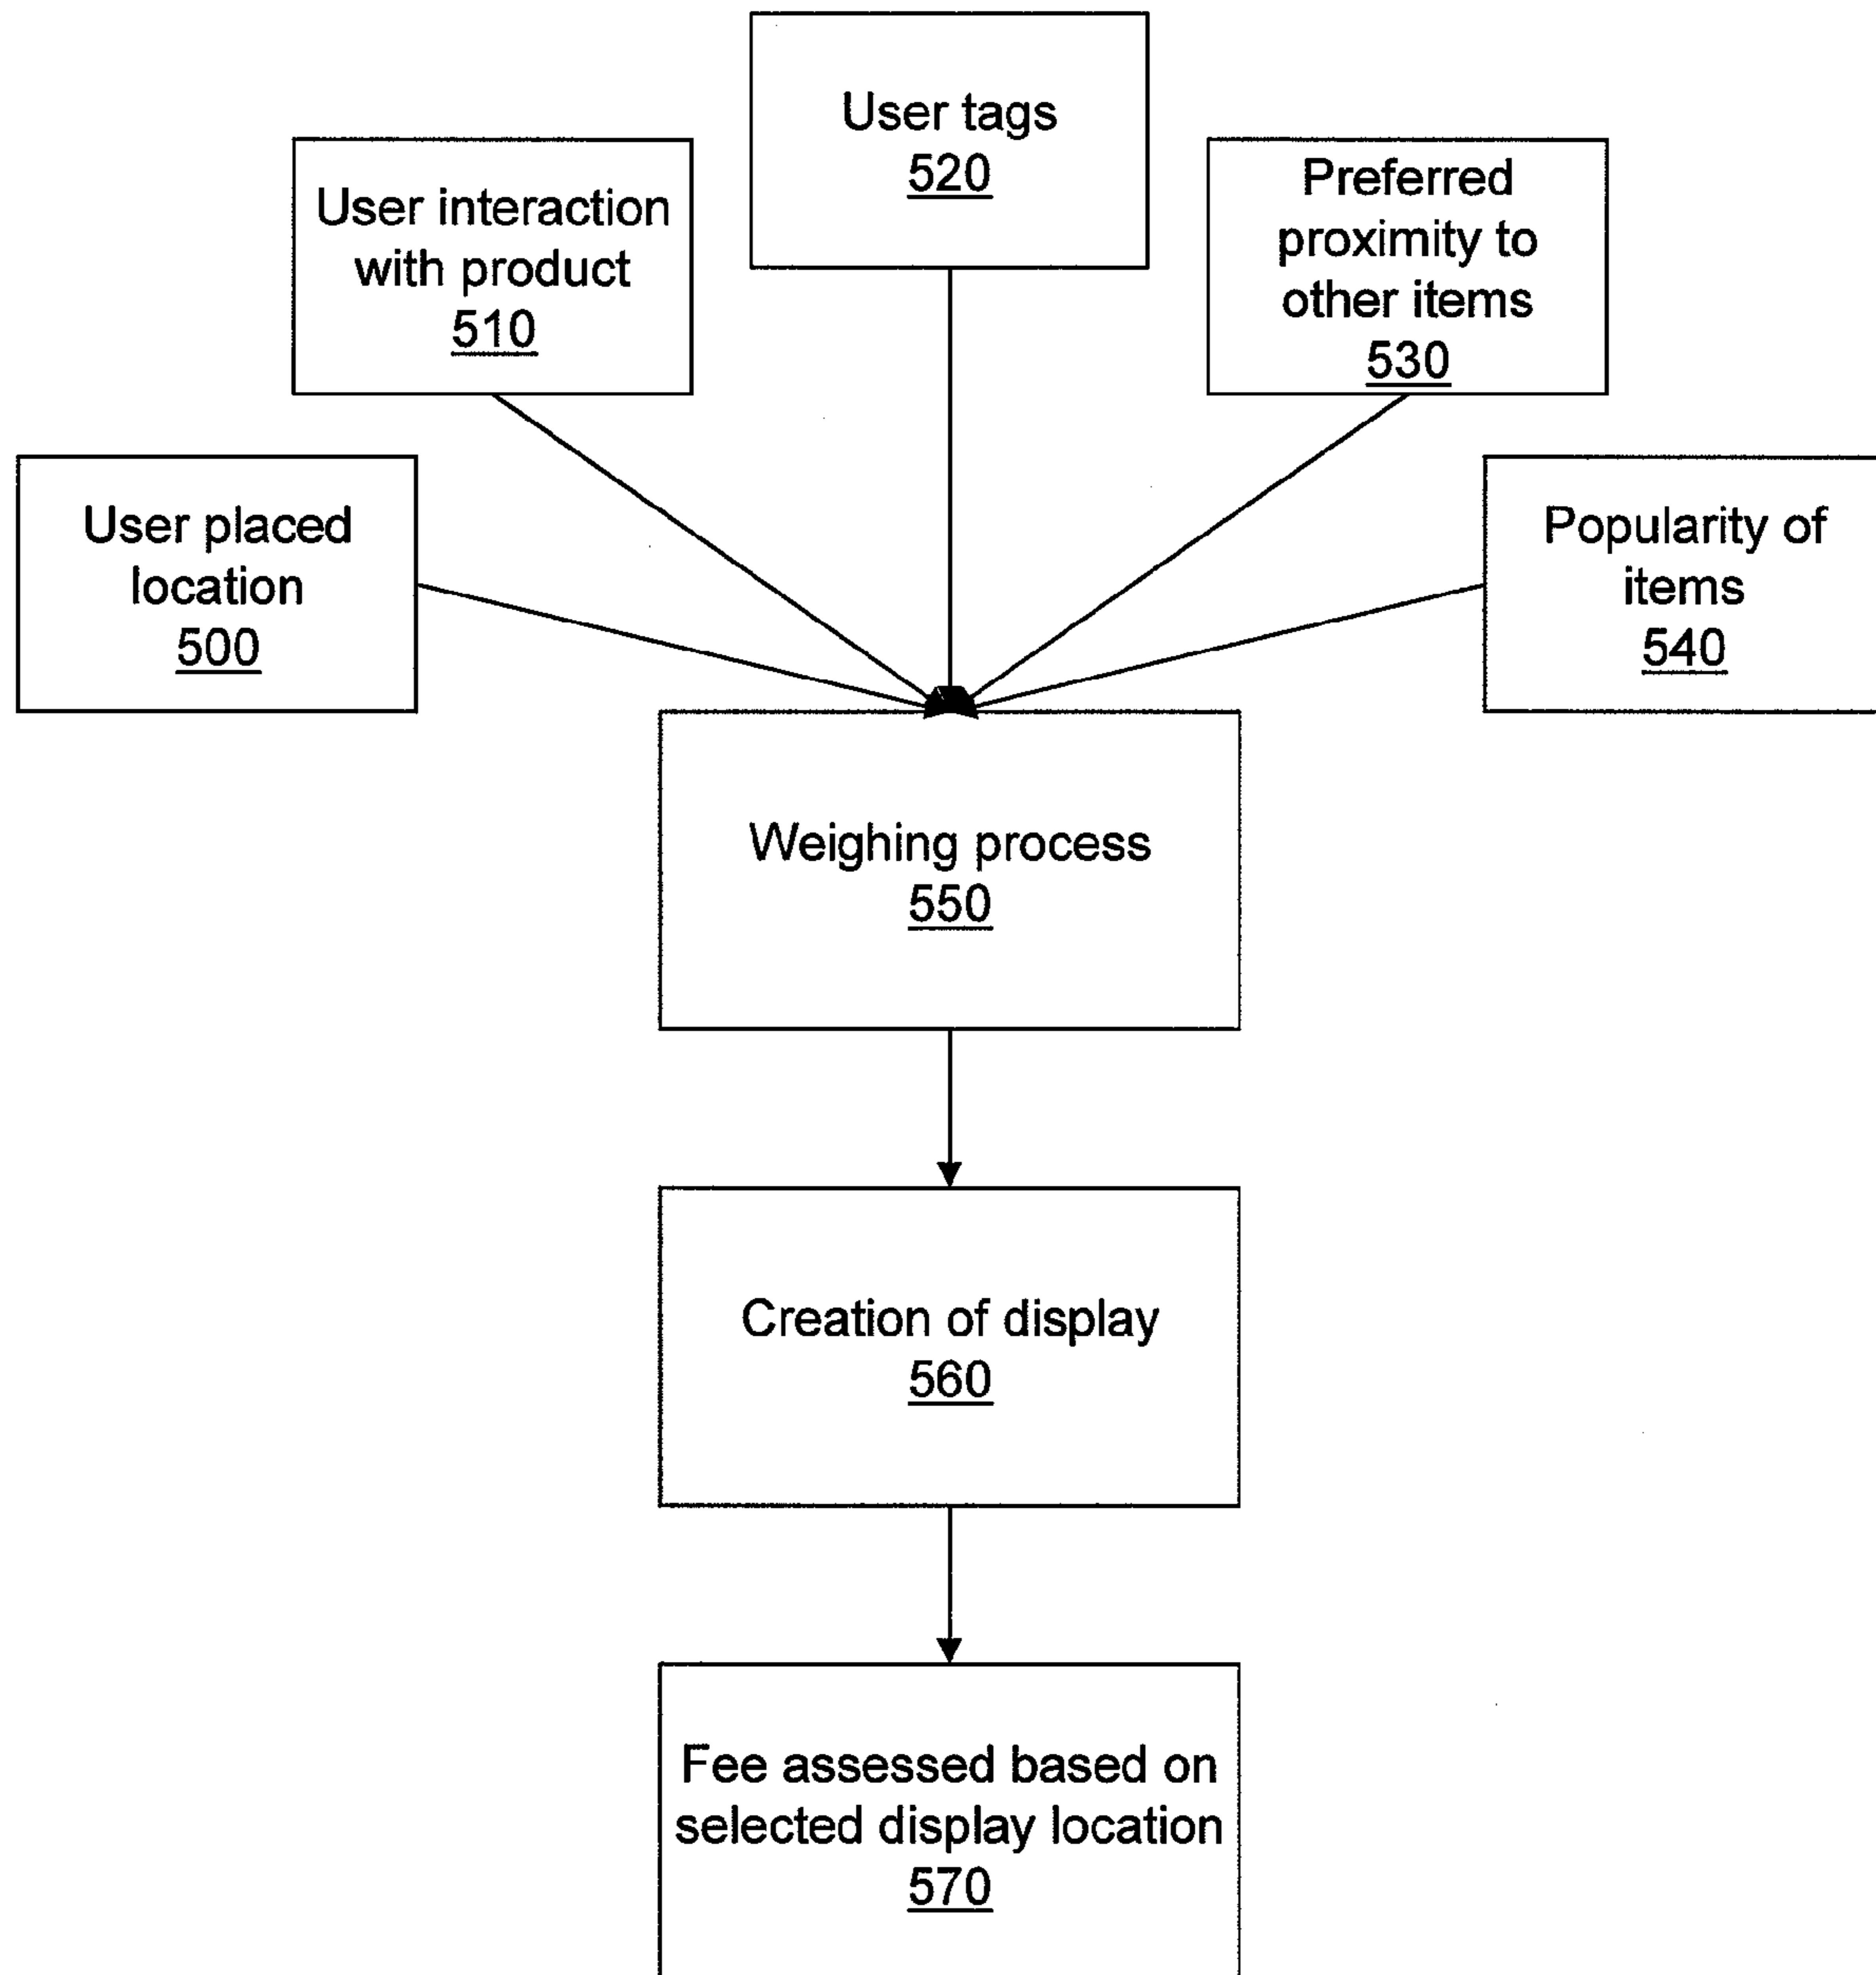 User tags
520
User interaction
with product
510
Preferred
proximity to
other items
530
User placed
location
500
Popularity of
items
540
Weighing process
550
Creation of display
560
Fee assessed based on
selected display location
570